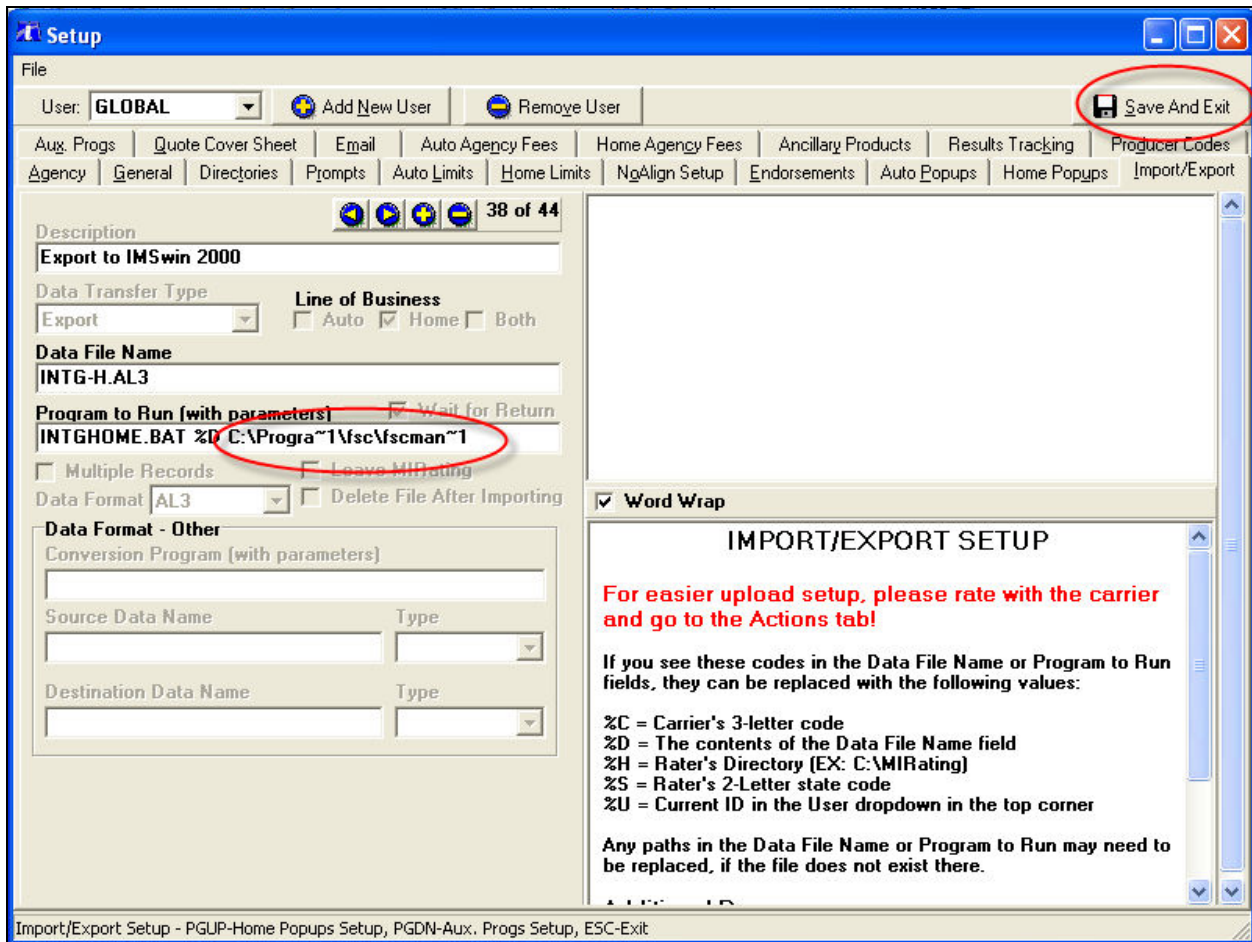 Setup
File
User: GLOBAL Add New User Remove User Save And Exit
Aux. Progs Quote Cover Sheet Email Auto Agency Fees Home Agency Fees Ancillary Products Results Tracking Producer Codes
Agency General Directories Prompts Auto Limits Home Limits NoAlign Setup Endorsements Auto Popups Home Popups Import/Export
38 of 44
Description
Export to IMSwin 2000
Data Transfer Type Line of Business
Export Auto Home Both
Data File Name
INTG-H.AL3
Program to Run (with parameters) Wait for Return
INTGHOME.BAT %D C:\Progra~1\fsc\fscman~1
Multiple Records Leave MIRating
Data Format AL3 Delete File After Importing
Data Format - Other
Conversion Program (with parameters)
Source Data Name Type
Destination Data Name Type
Word Wrap
IMPORT/EXPORT SETUP
For easier upload setup, please rate with the carrier
and go to the Actions tab!
If you see these codes in the Data File Name or Program to Run
fields, they can be replaced with the following values:
%C = Carrier's 3-letter code
%D = The contents of the Data File Name field
%H = Rater's Directory (EX: C:\MIRating)
%S = Rater's 2-Letter state code
%U = Current ID in the User dropdown in the top corner
Any paths in the Data File Name or Program to Run may need to
be replaced, if the file does not exist there.
Import/Export Setup - PGUP-Home Popups Setup, PGDN-Aux. Progs Setup, ESC-Exit